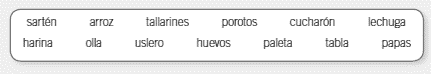 sartén arroz tallarines porotos cucharón lechuga
harina olla uslero huevos paleta tabla papas